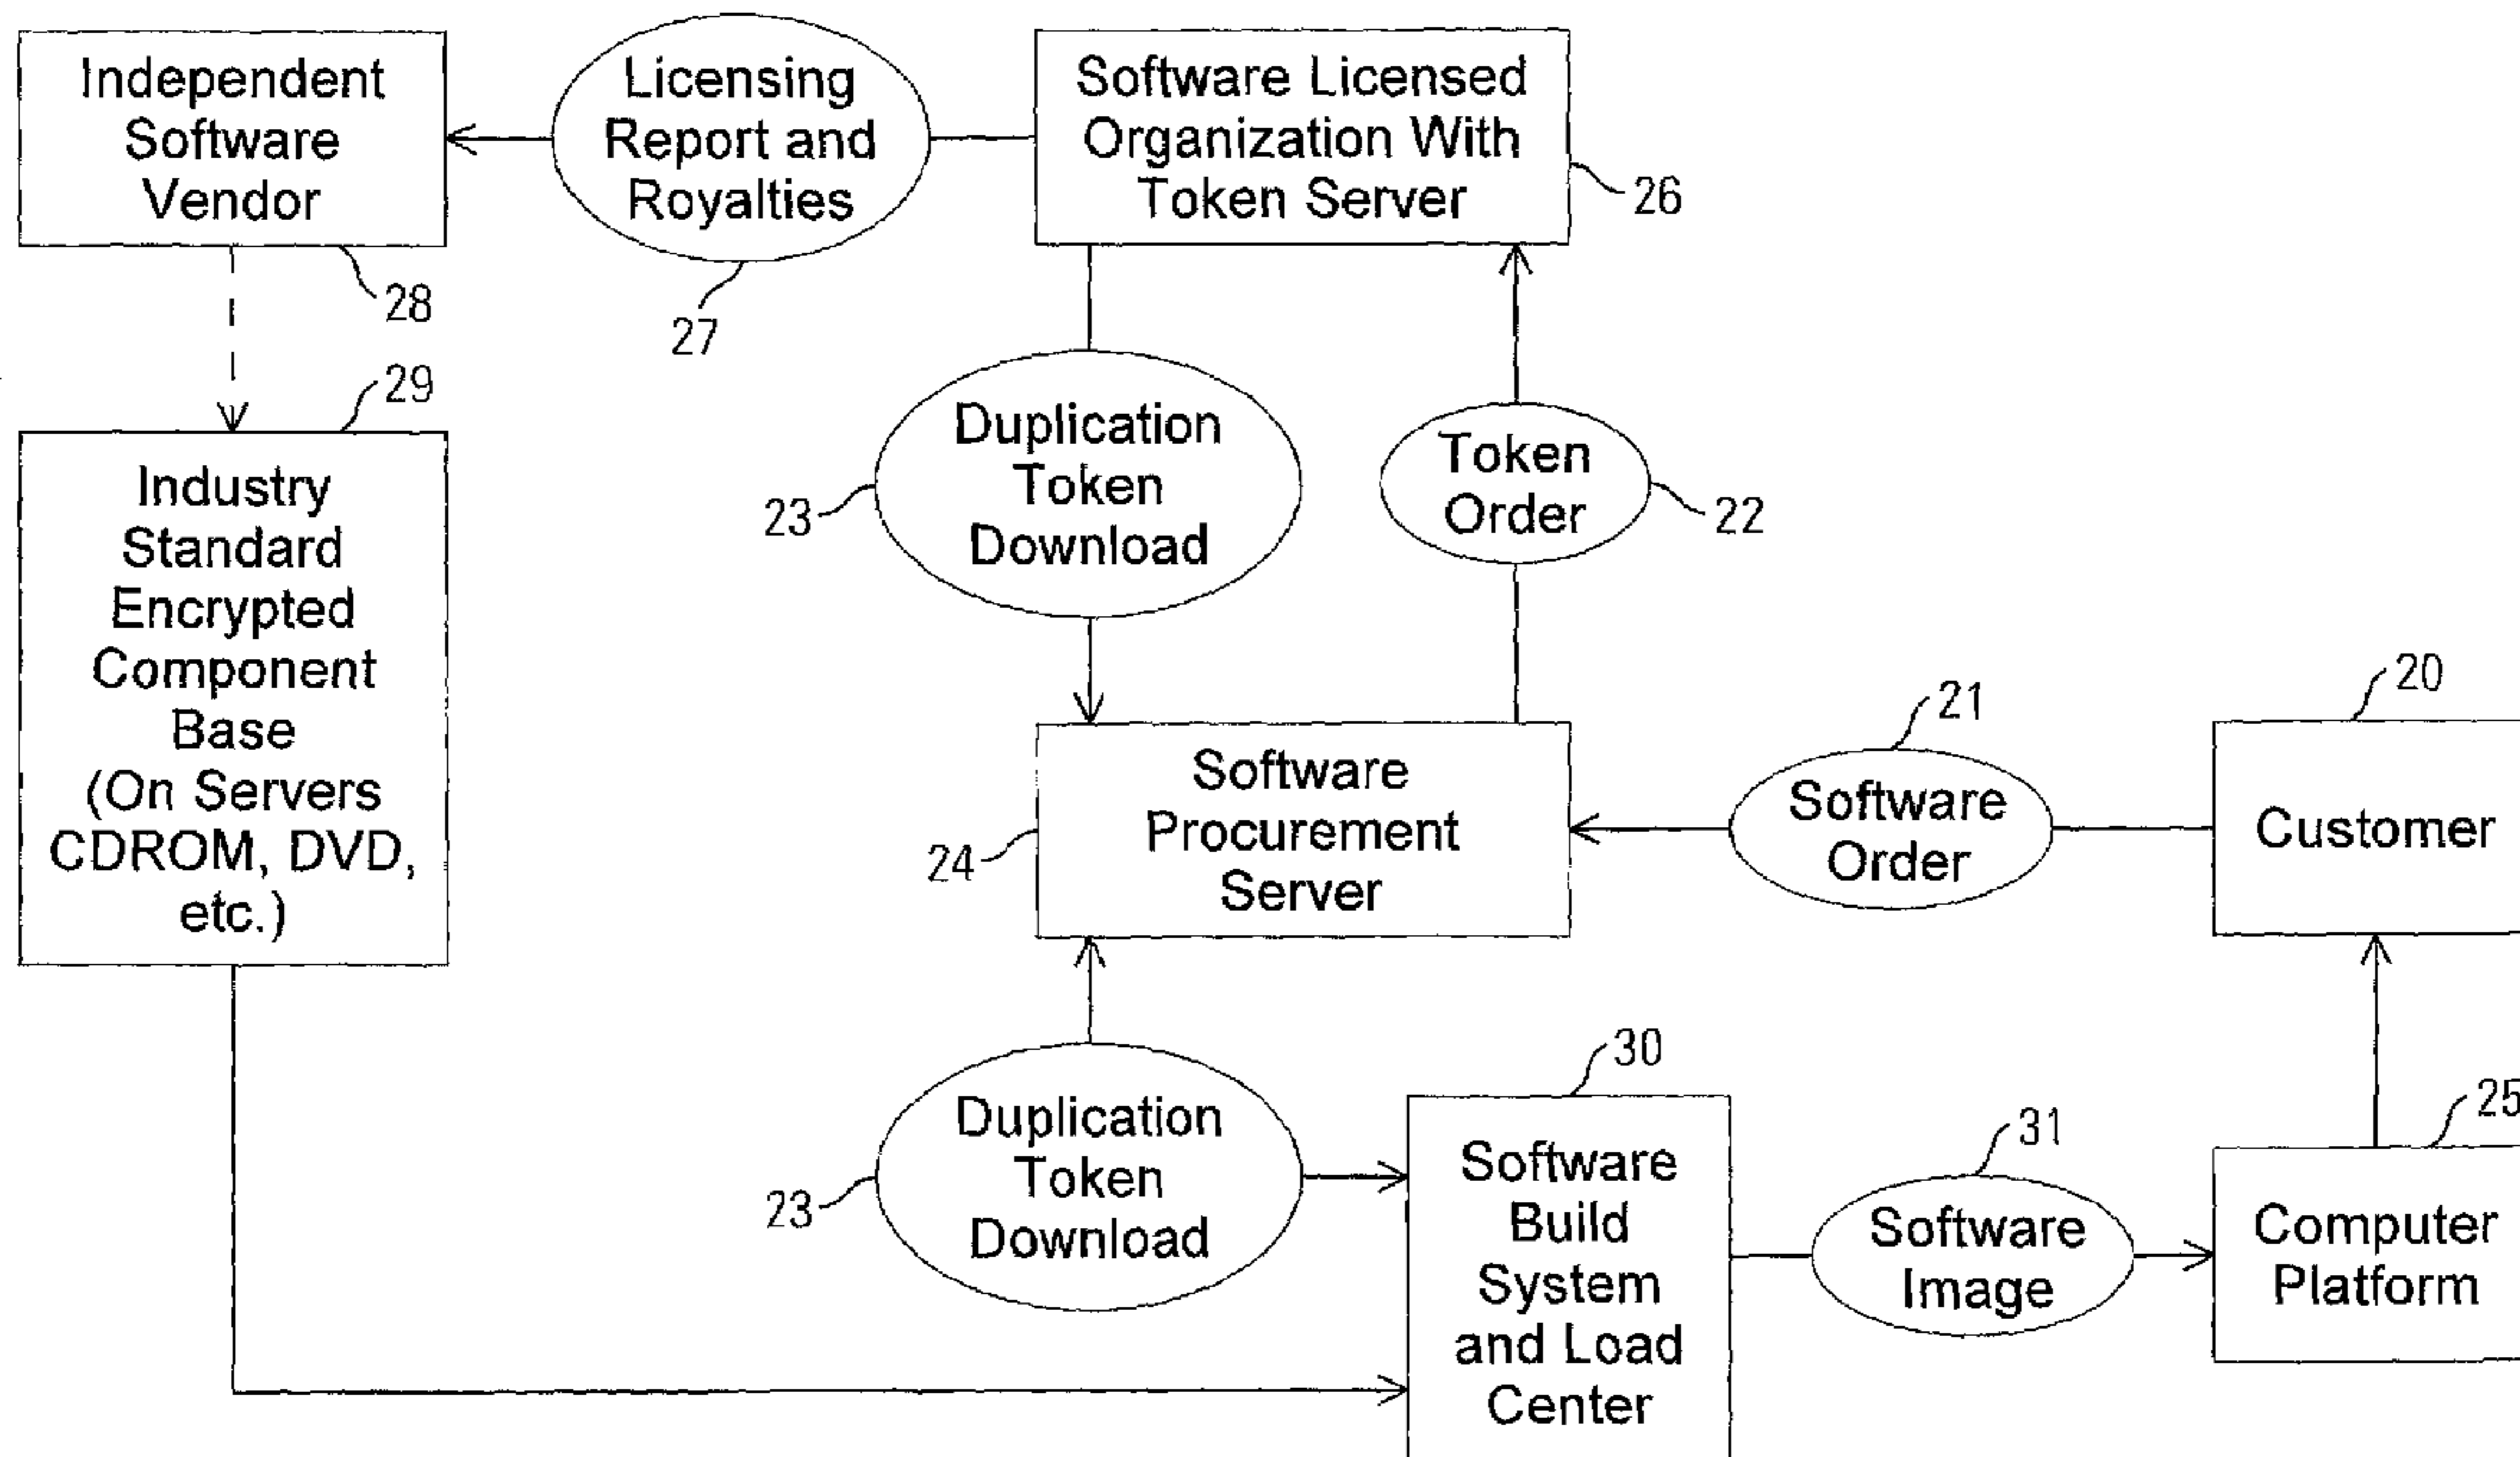 Independent
Software
Vendor
28
Licensing
Report and
Royalties
27
Software Licensed
Organization With
Token Server
26
29
Industry
Standard
Encrypted
Component
Base
(On Servers
CDROM, DVD,
etc.)
Duplication
Token
Download
23
Token
Order
22
Software
Procurement
Server
24
21
Software
Order
20
Customer
Duplication
Token
Download
23
30
Software
Build
System
and Load
Center
31
Software
Image
25
Computer
Platform